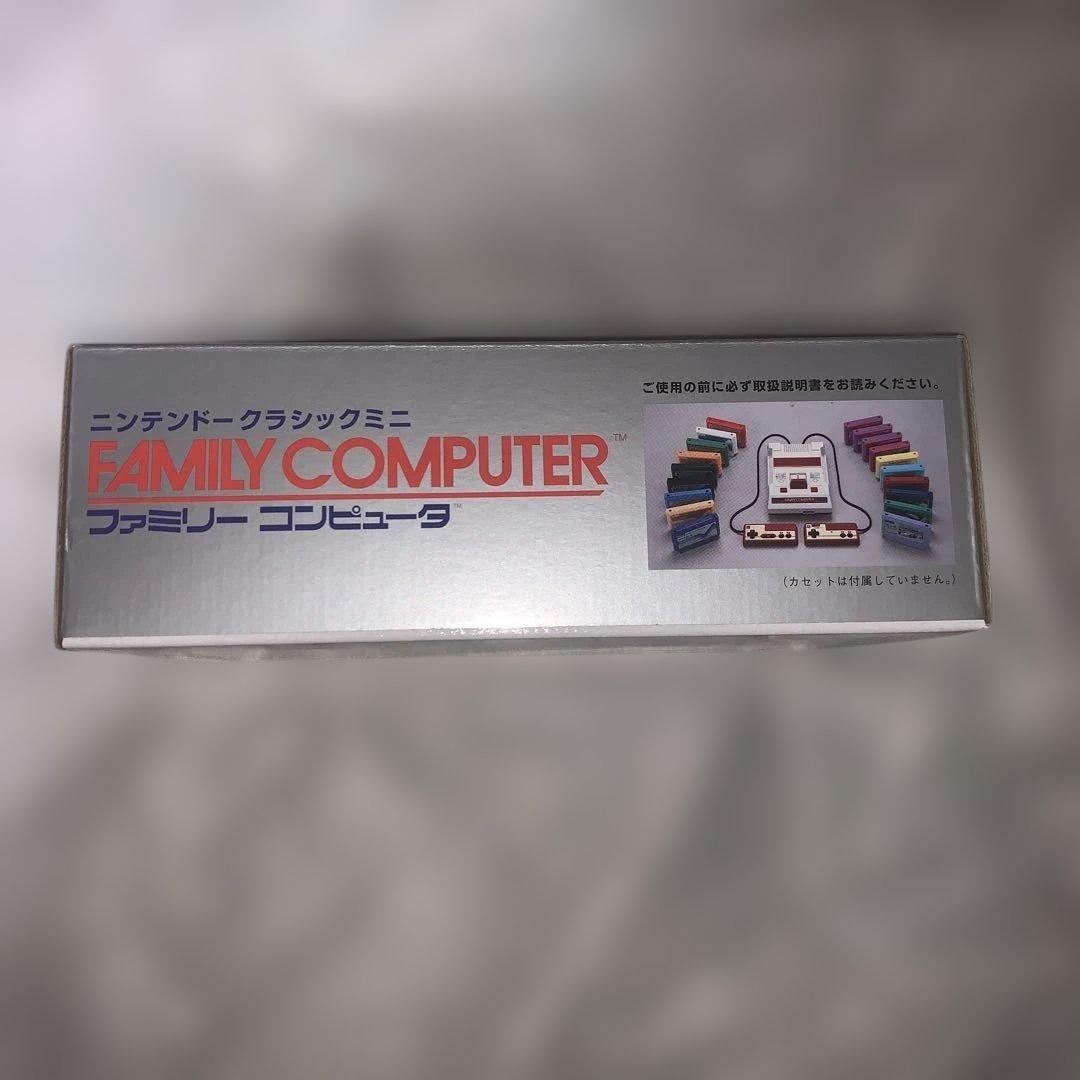 ニンテンドークラシックミニ
FAMILY COMPUTER™
ファミリー コンピュータ™
ご使用の前に必ず取扱説明書をお読みください。
FAMILY COMPUTER
(カセットは付属していません。)